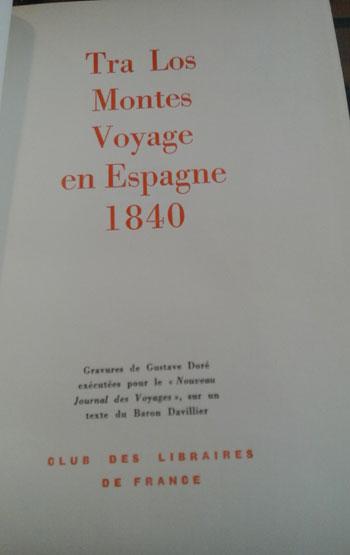 Tra Los
Montes
Voyage
en Espagne
1840
Gravures de Gustave Doré
exécutées pour le « Nouveau
Journal des Voyages », sur un
texte du Baron Davillier
CLUB DES LIBRAIRES
DE FRANCE